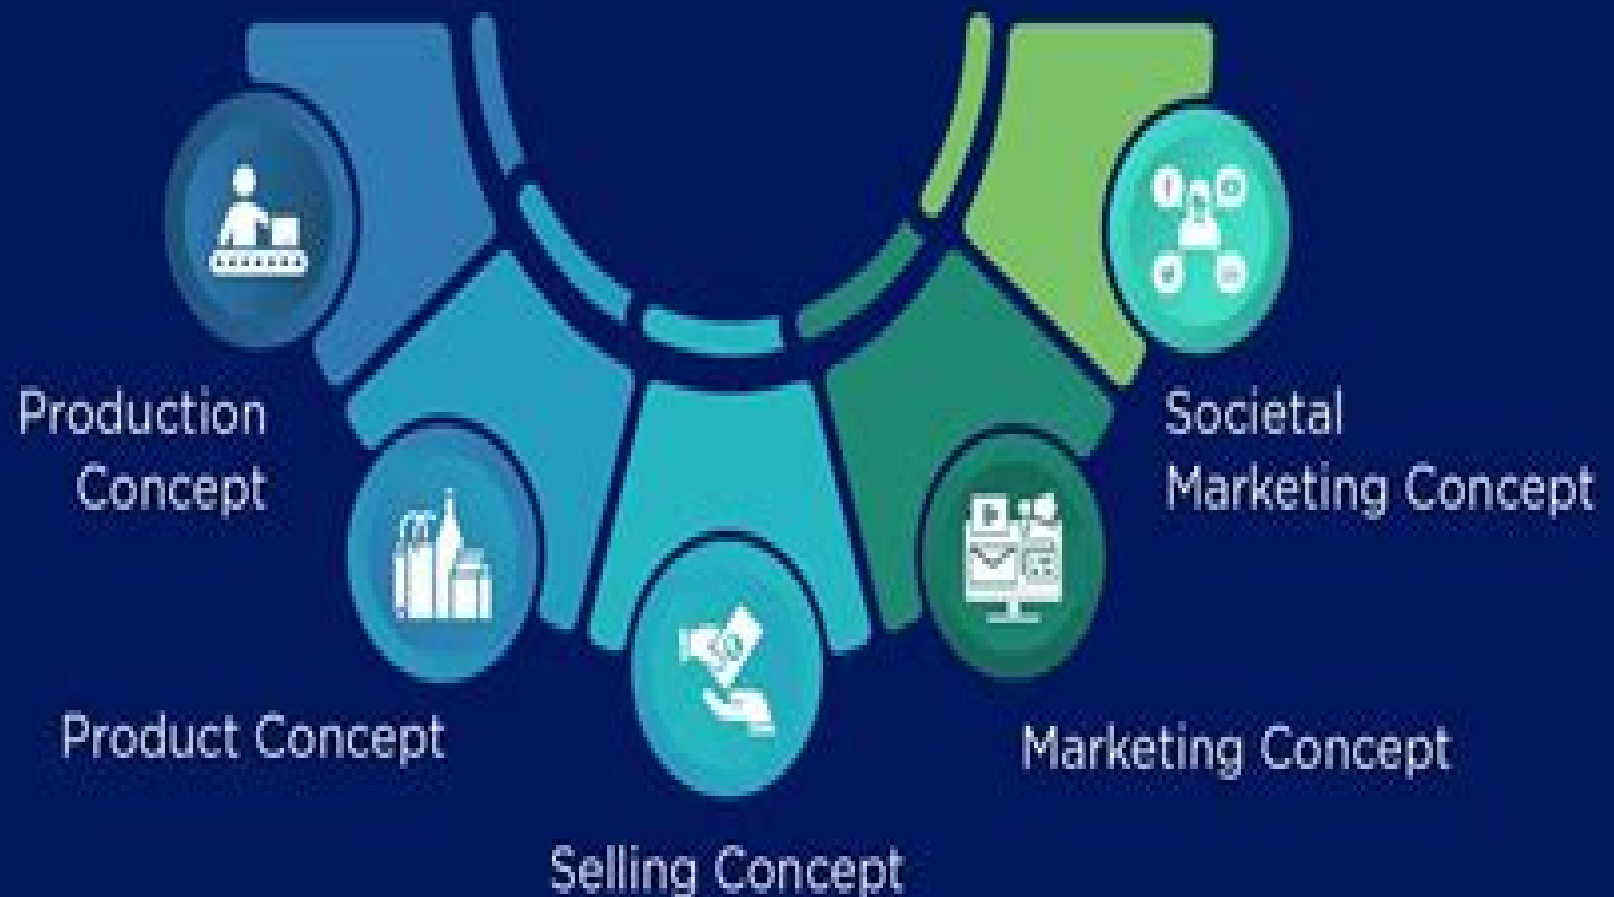 Production
Concept
Product Concept
Selling Concept
Marketing Concept
Societal
Marketing Concept